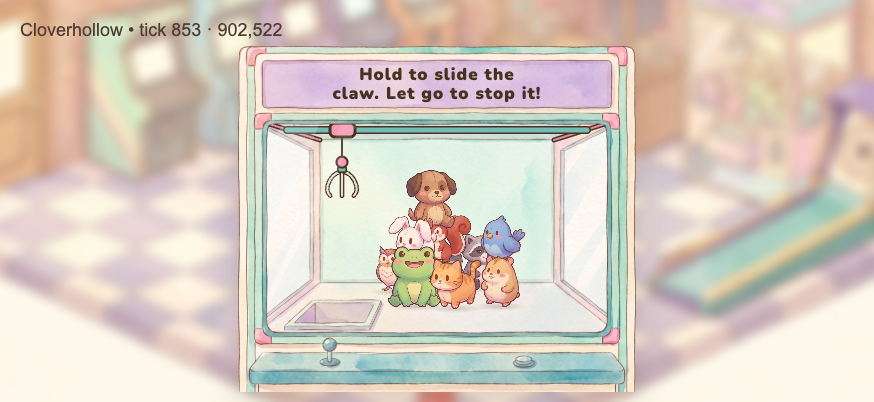 Cloverhollow • tick 853 · 902,522
Hold to slide the
claw. Let go to stop it!